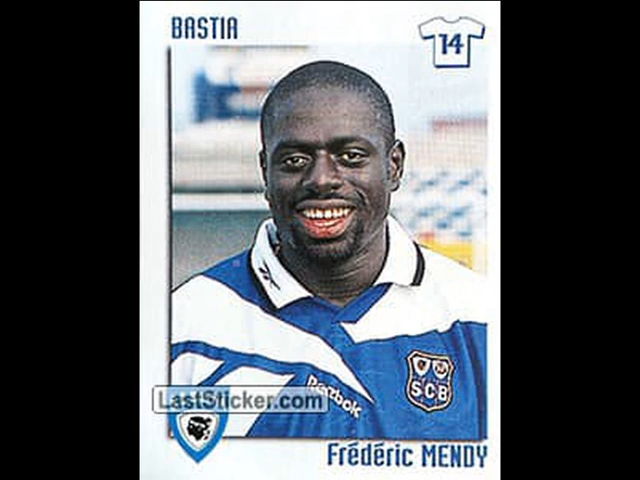 BASTIA
14
Reebok
SCB
LastSticker.com
Frédéric MENDY